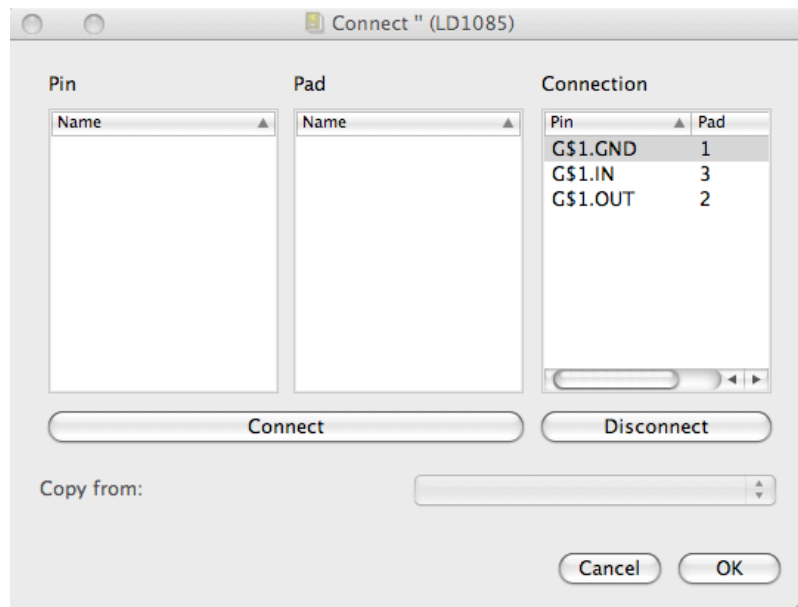 Connect '' (LD1085)
Pin Pad Connection
Name Name Pin Pad
G$1.GND 1
G$1.IN 3
G$1.OUT 2
Connect Disconnect
Copy from:
Cancel OK